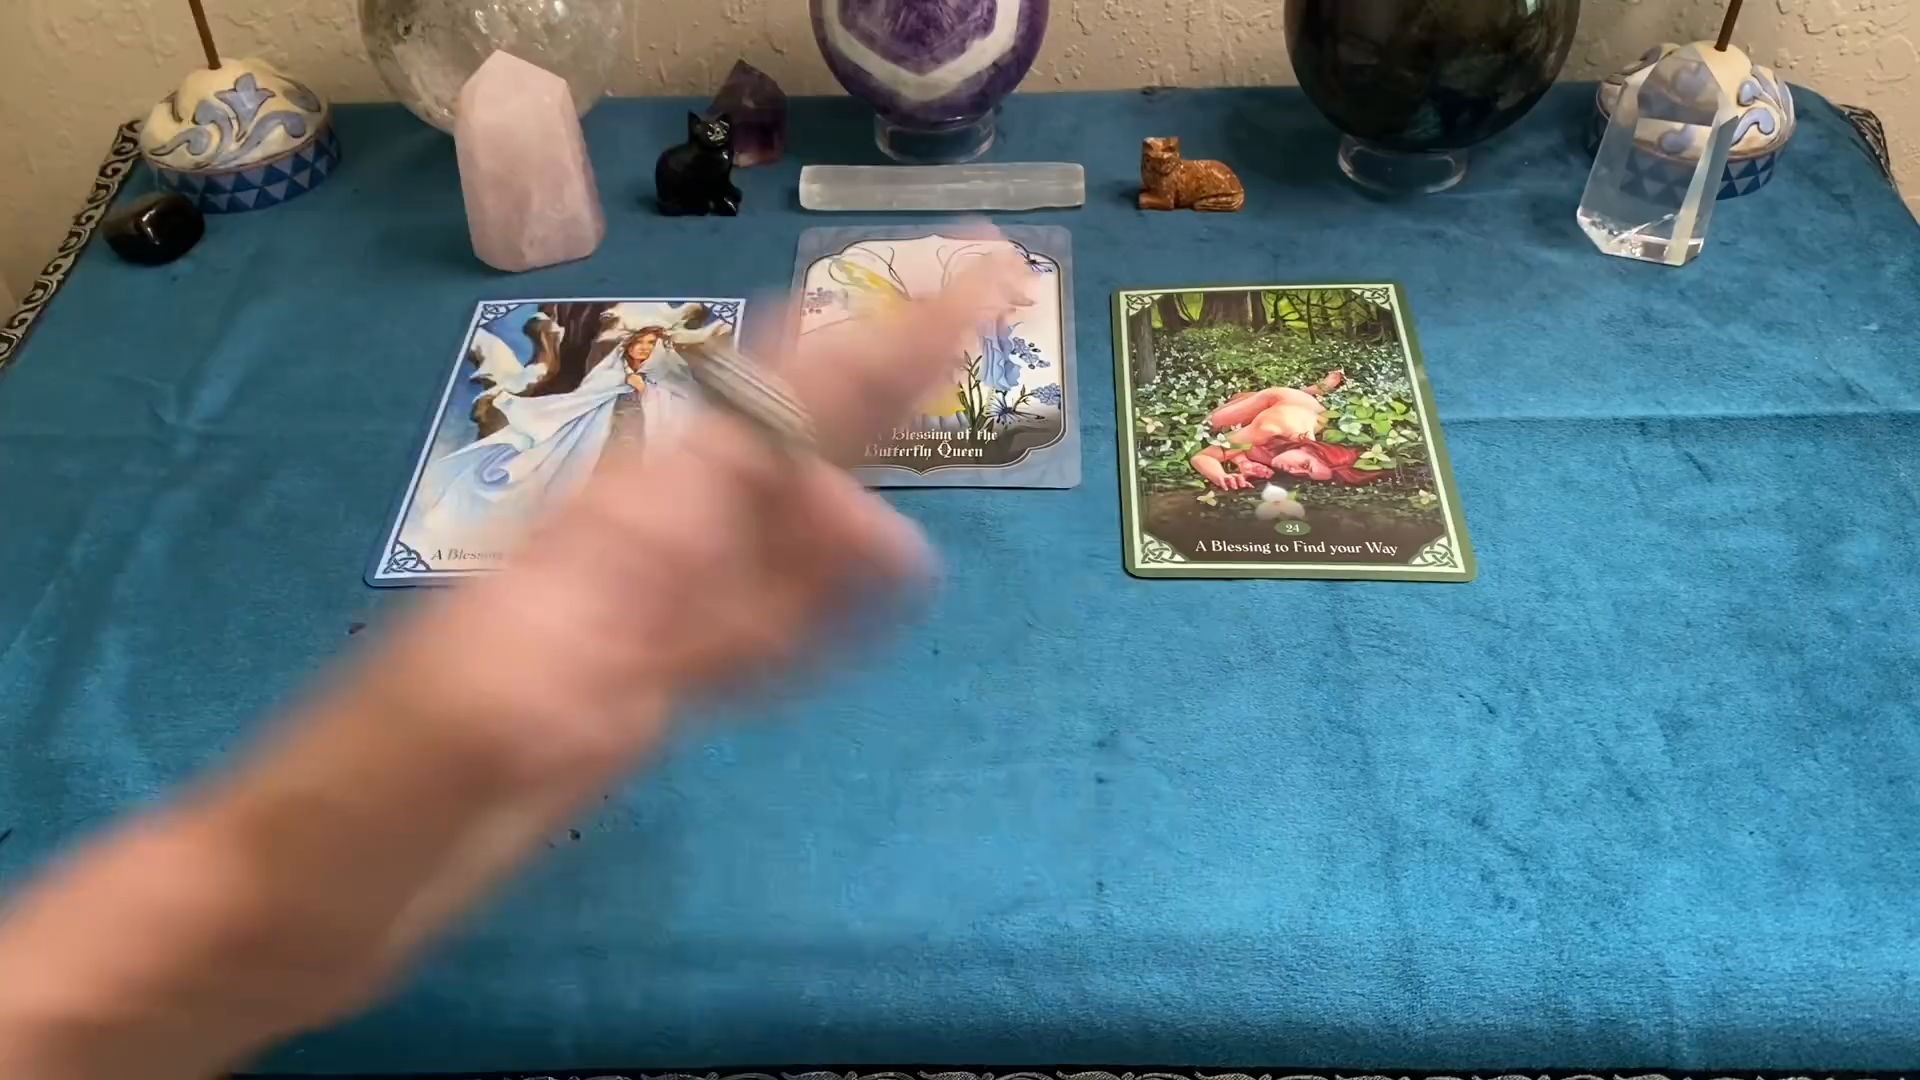 A Blessing
Blessing of the
Butterfly Queen
24
A Blessing to Find your Way